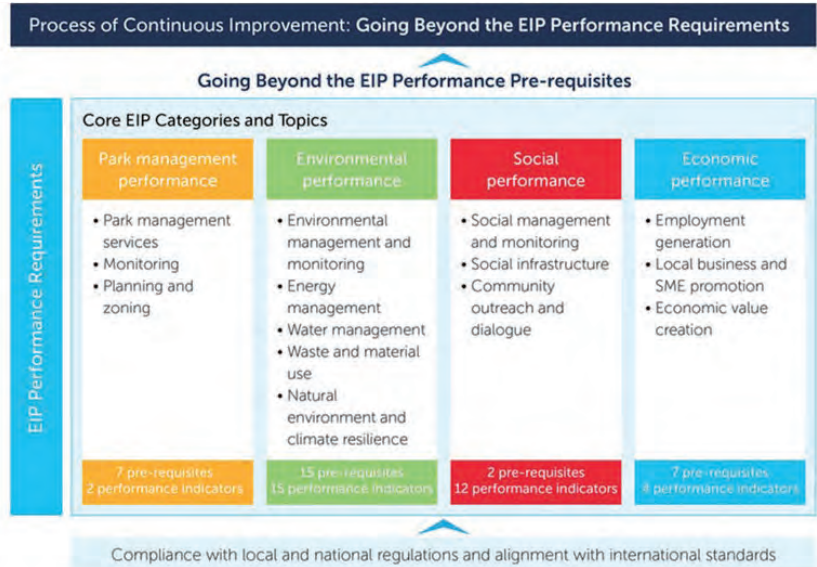 Process of Continuous Improvement: Going Beyond the EIP Performance Requirements
Going Beyond the EIP Performance Pre-requisites
EIP Performance Requirements
Core EIP Categories and Topics
Park management
performance
• Park management
services
• Monitoring
• Planning and
zoning
7 pre-requisites
2 performance indicators
Environmental
performance
• Environmental
management and
monitoring
• Energy
management
• Water management
• Waste and material
use
• Natural
environment and
climate resilience
15 pre-requisites
15 performance indicators
Social
performance
• Social management
and monitoring
• Social infrastructure
• Community
outreach and
dialogue
2 pre-requisites
12 performance indicators
Economic
performance
• Employment
generation
• Local business and
SME promotion
• Economic value
creation
7 pre-requisites
performance indicators
Compliance with local and national regulations and alignment with international standards